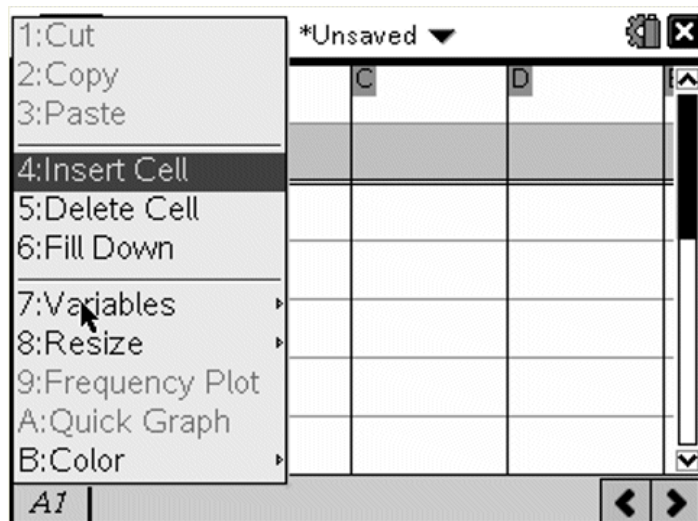 1:Cut
2:Copy
3:Paste
4:Insert Cell
5:Delete Cell
6:Fill Down
7:Variables
8:Resize
9:Frequency Plot
A:Quick Graph
B:Color
*Unsaved
C
D
A1